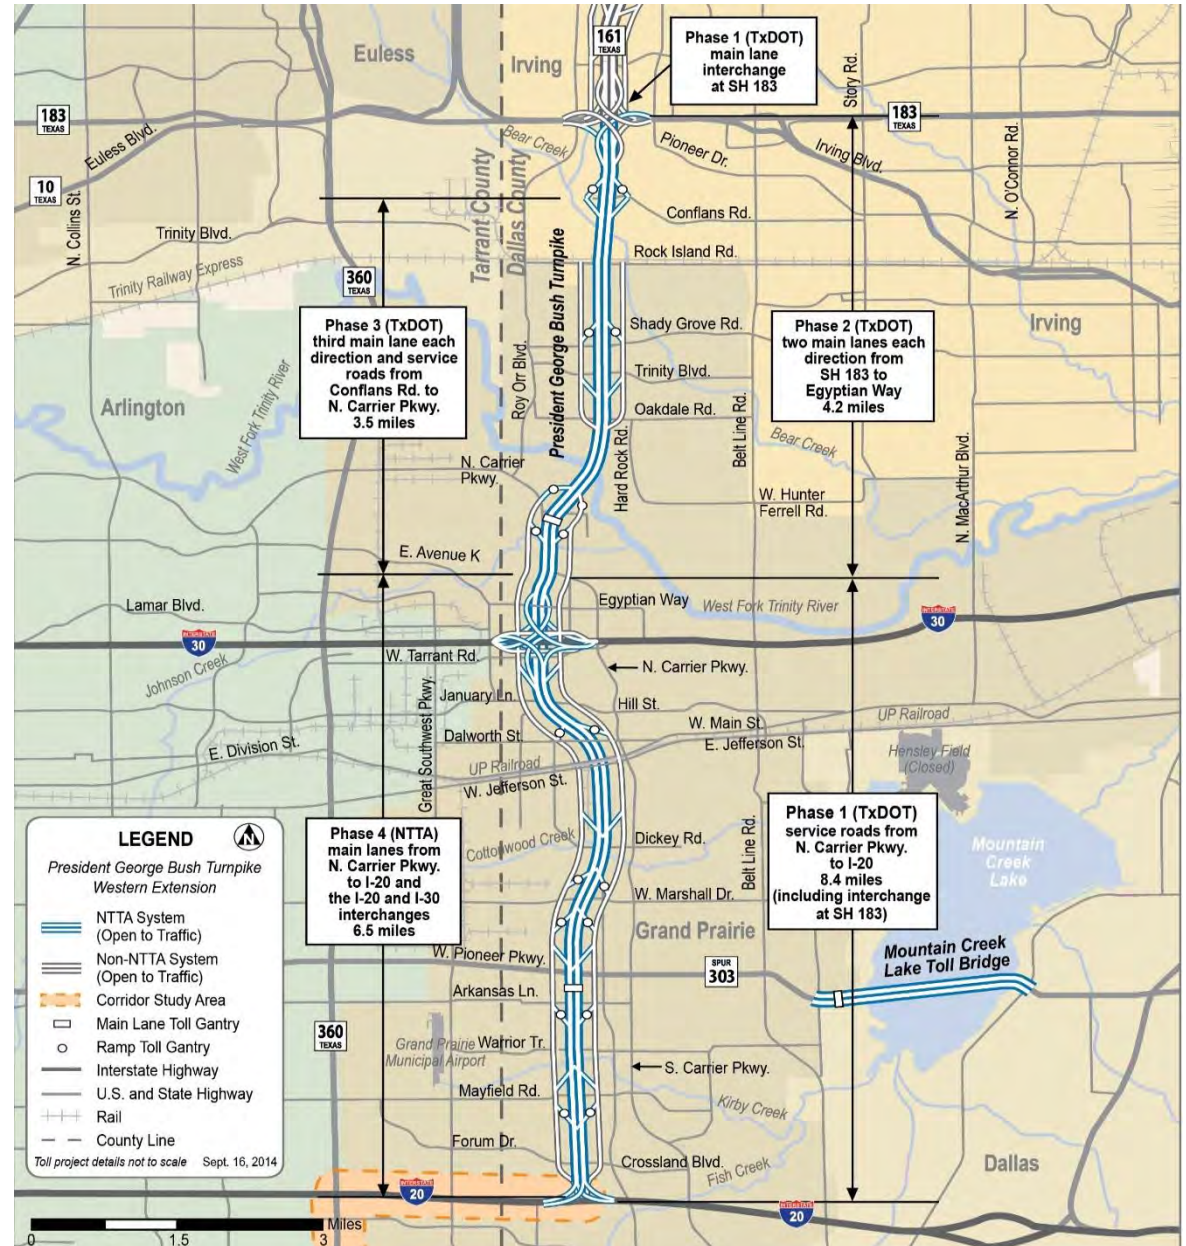 161
TEXAS
Phase 1 (TxDOT)
main lane
interchange
at SH 183
Euless
Irving
Story Rd.
183
TEXAS
183
TEXAS
Euless Blvd.
Bear Creek
Pioneer Dr.
Irving Blvd.
N. O'Connor Rd.
10
TEXAS
N. Collins St.
Tarrant County
Dallas County
Conflans Rd.
Trinity Blvd.
Rock Island Rd.
Trinity Railway Express
360
TEXAS
President George Bush Turnpike
Phase 3 (TxDOT)
third main lane each
direction and service
roads from
Conflans Rd. to
N. Carrier Pkwy.
3.5 miles
Shady Grove Rd.
Phase 2 (TxDOT)
two main lanes each
direction from
SH 183 to
Egyptian Way
4.2 miles
Irving
Roy Orr Blvd.
Trinity Blvd.
Arlington
West Fork Trinity River
Oakdale Rd.
Belt Line Rd.
Bear Creek
Hard Rock Rd.
N. MacArthur Blvd.
N. Carrier
Pkwy.
W. Hunter
Ferrell Rd.
E. Avenue K
Lamar Blvd.
Egyptian Way
West Fork Trinity River
INTERSTATE
30
INTERSTATE
30
Johnson Creek
W. Tarrant Rd.
N. Carrier Pkwy.
January Ln.
Hill St.
Great Southwest Pkwy.
W. Main St.
UP Railroad
Dalworth St.
E. Jefferson St.
E. Division St.
Hensley Field
(Closed)
UP Railroad
W. Jefferson St.
Phase 4 (NTTA)
main lanes from
N. Carrier Pkwy.
to I-20 and
the I-20 and I-30
interchanges
6.5 miles
Cottonwood Creek
Dickey Rd.
Belt Line Rd.
Phase 1 (TxDOT)
service roads from
N. Carrier Pkwy.
to I-20
8.4 miles
(including interchange
at SH 183)
Mountain
Creek
Lake
W. Marshall Dr.
Grand Prairie
W. Pioneer Pkwy.
SPUR
303
Mountain Creek
Lake Toll Bridge
Arkansas Ln.
360
TEXAS
Grand Prairie
Municipal Airport
Warrior Tr.
S. Carrier Pkwy.
Mayfield Rd.
Kirby Creek
Forum Dr.
Crossland Blvd.
Fish Creek
Dallas
INTERSTATE
20
INTERSTATE
20
LEGEND
N
President George Bush Turnpike
Western Extension
NTTA System
(Open to Traffic)
Non-NTTA System
(Open to Traffic)
Corridor Study Area
Main Lane Toll Gantry
Ramp Toll Gantry
Interstate Highway
U.S. and State Highway
Rail
County Line
Toll project details not to scale Sept. 16, 2014
Miles
0 1.5 3